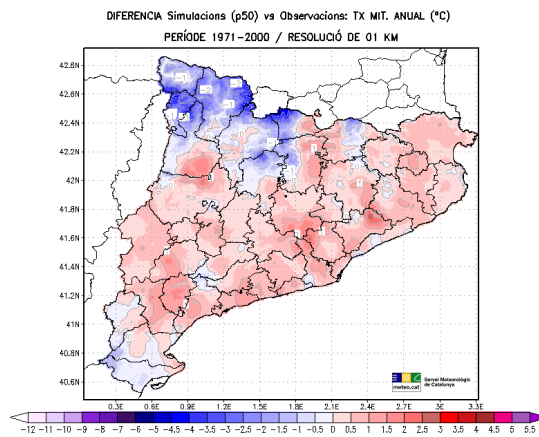 DIFERENCIA Simulacions (p50) vs Observacions: TX MIT. ANUAL (°C)
PERÍODE 1971-2000 / RESOLUCIÓ DE 01 KM
42.8N
42.6N
42.4N
42.2N
42N
41.8N
41.6N
41.4N
41.2N
41N
40.8N
40.6N
meteo.cat
Servei Meteorològic
de Catalunya
0.3E 0.6E 0.9E 1.2E 1.5E 1.8E 2.1E 2.4E 2.7E 3E 3.3E
-12 -11 -10 -9 -8 -7 -6 -5 -4.5 -4 -3.5 -3 -2.5 -2 -1.5 -1 -0.5 0 0.5 1 1.5 2 2.5 3 3.5 4 4.5 5 5.5